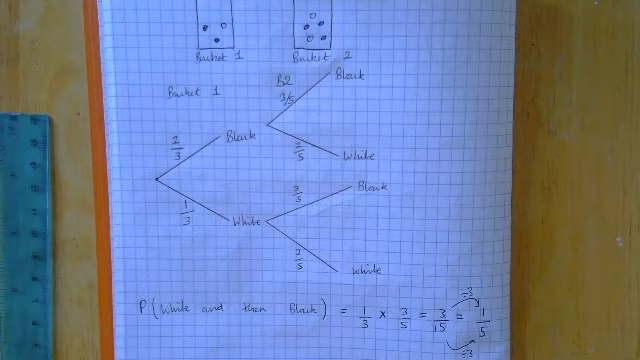 Bucket 1
Bucket 2
Bucket 1
B2
3/5
Black
2/3
Black
2/5
White
1/3
White
3/5
Black
2/5
White
P(White and then Black) = 1/3 × 3/5 = 3/15 = 1/5
÷3
÷3